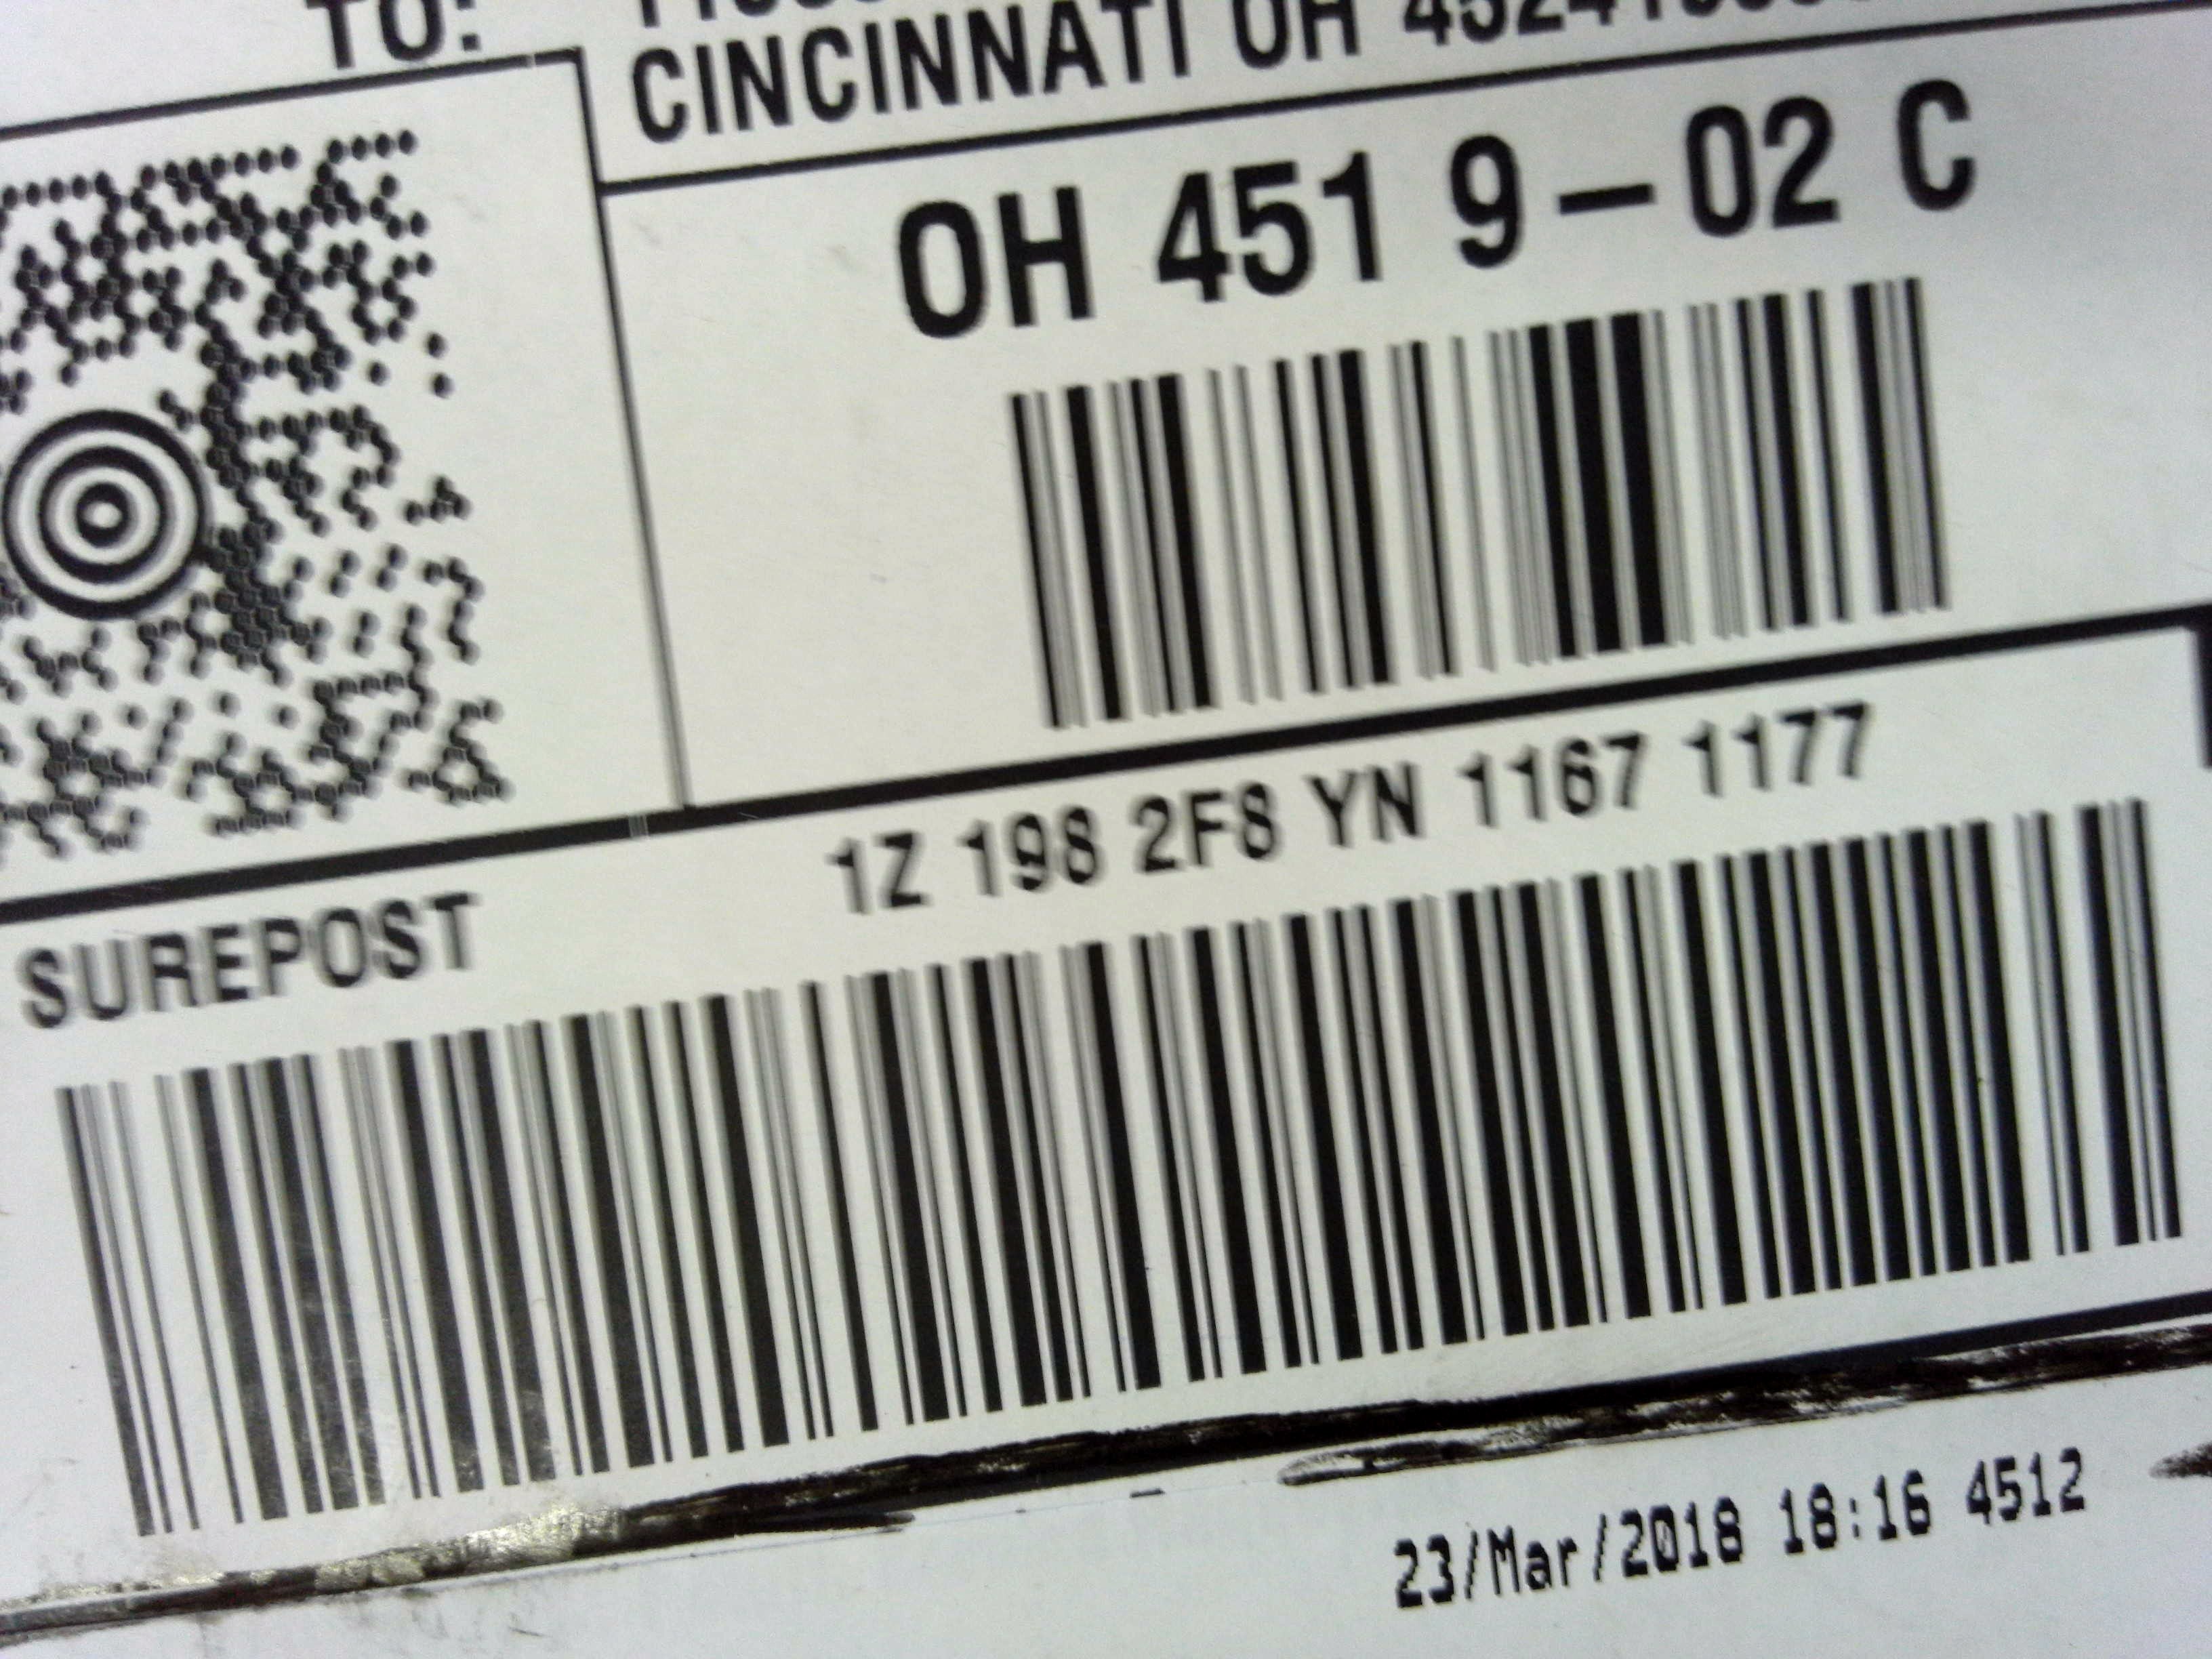 TO:
CINCINNATI OH
OH 451 9-02 C
1Z 198 2F8 YN 1167 1177
SUREPOST
23/Mar/2018 18:16 4512